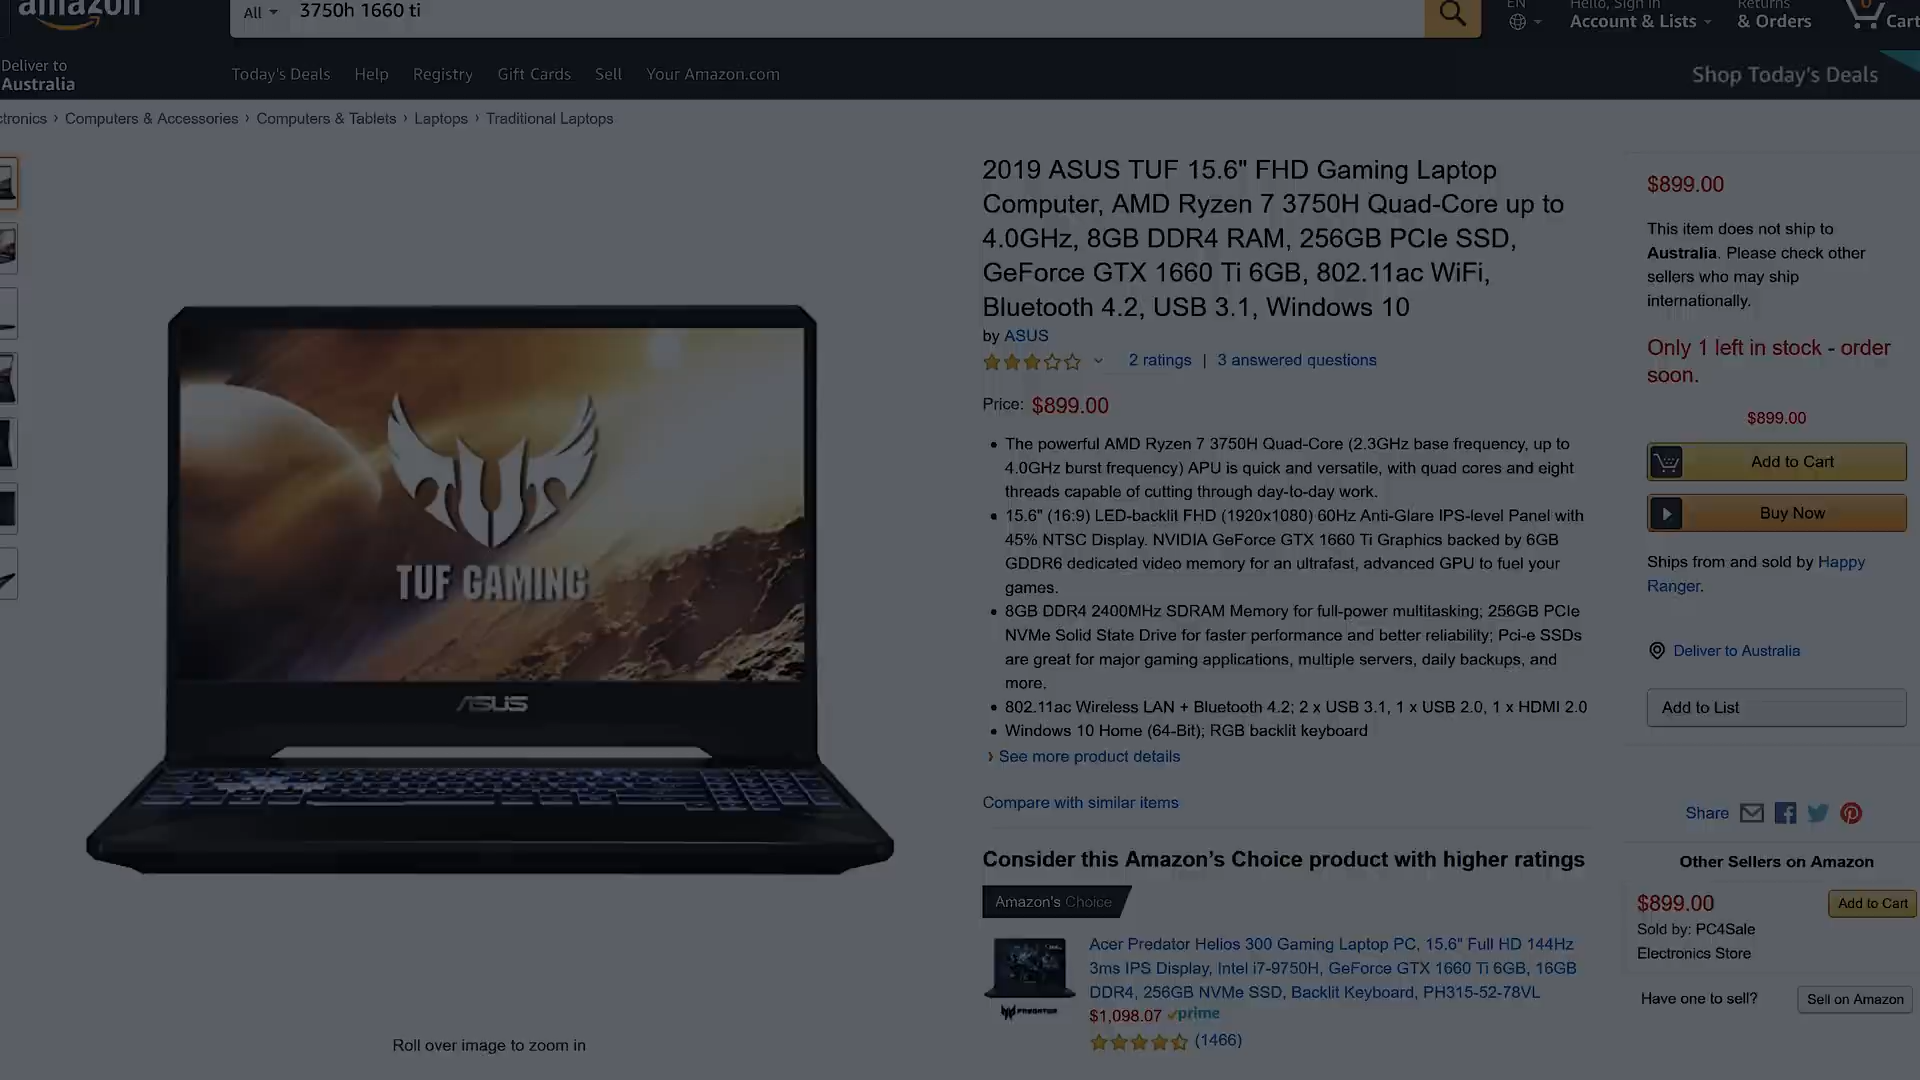 amazon
All
3750h 1660 ti
EN
Hello, Sign in
Account & Lists
Returns
& Orders
0
Cart
Deliver to
Australia
Today's Deals
Help
Registry
Gift Cards
Sell
Your Amazon.com
Shop Today's Deals
ctronics › Computers & Accessories › Computers & Tablets › Laptops › Traditional Laptops
TUF GAMING
ASUS
Roll over image to zoom in
2019 ASUS TUF 15.6" FHD Gaming Laptop
Computer, AMD Ryzen 7 3750H Quad-Core up to
4.0GHz, 8GB DDR4 RAM, 256GB PCIe SSD,
GeForce GTX 1660 Ti 6GB, 802.11ac WiFi,
Bluetooth 4.2, USB 3.1, Windows 10
by ASUS
2 ratings | 3 answered questions
Price: $899.00
• The powerful AMD Ryzen 7 3750H Quad-Core (2.3GHz base frequency, up to
4.0GHz burst frequency) APU is quick and versatile, with quad cores and eight
threads capable of cutting through day-to-day work.
• 15.6" (16:9) LED-backlit FHD (1920x1080) 60Hz Anti-Glare IPS-level Panel with
45% NTSC Display. NVIDIA GeForce GTX 1660 Ti Graphics backed by 6GB
GDDR6 dedicated video memory for an ultrafast, advanced GPU to fuel your
games.
• 8GB DDR4 2400MHz SDRAM Memory for full-power multitasking; 256GB PCIe
NVMe Solid State Drive for faster performance and better reliability; Pci-e SSDs
are great for major gaming applications, multiple servers, daily backups, and
more.
• 802.11ac Wireless LAN + Bluetooth 4.2; 2 x USB 3.1, 1 x USB 2.0, 1 x HDMI 2.0
• Windows 10 Home (64-Bit); RGB backlit keyboard
› See more product details
Compare with similar items
Consider this Amazon's Choice product with higher ratings
Amazon's Choice
PREDATOR
Acer Predator Helios 300 Gaming Laptop PC, 15.6" Full HD 144Hz
3ms IPS Display, Intel i7-9750H, GeForce GTX 1660 Ti 6GB, 16GB
DDR4, 256GB NVMe SSD, Backlit Keyboard, PH315-52-78VL
$1,098.07 prime
(1466)
$899.00
This item does not ship to
Australia. Please check other
sellers who may ship
internationally.
Only 1 left in stock - order
soon.
$899.00
Add to Cart
Buy Now
Ships from and sold by Happy
Ranger.
Deliver to Australia
Add to List
Share
Other Sellers on Amazon
$899.00
Add to Cart
Sold by: PC4Sale
Electronics Store
Have one to sell?
Sell on Amazon